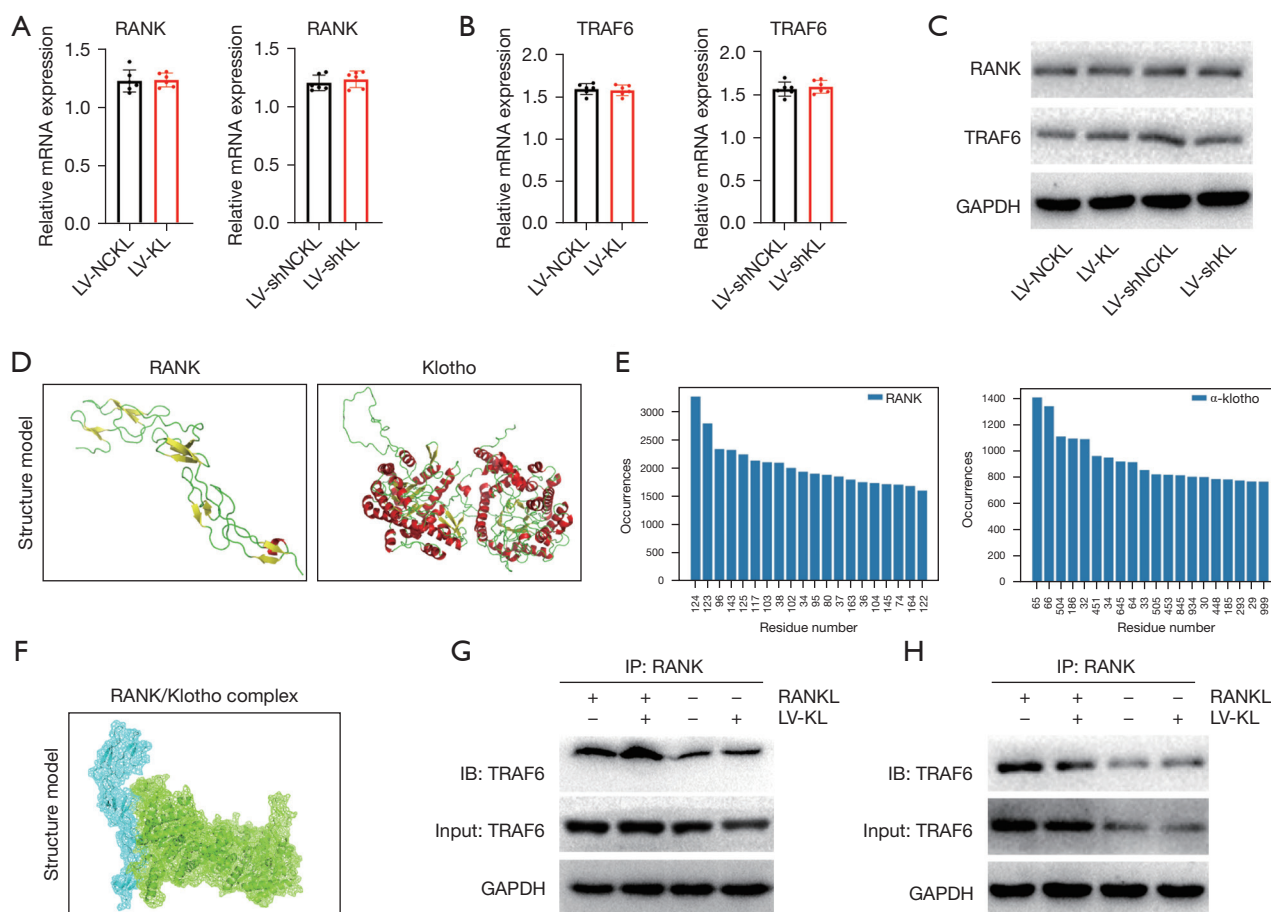 A
RANK
Relative mRNA expression
1.5
1.0
0.5
0.0
LV-NCKL
LV-KL
RANK
Relative mRNA expression
1.5
1.0
0.5
0.0
LV-shNCKL
LV-shKL
B
TRAF6
Relative mRNA expression
2.0
1.5
1.0
0.5
0.0
LV-NCKL
LV-KL
TRAF6
Relative mRNA expression
2.0
1.5
1.0
0.5
0.0
LV-shNCKL
LV-shKL
C
RANK
TRAF6
GAPDH
LV-NCKL
LV-KL
LV-shNCKL
LV-shKL
D
RANK
Klotho
Structure model
E
RANK
Occurrences
3000
2500
2000
1500
1000
500
0
124 123 96 143 125 117 103 38 102 34 95 80 37 163 36 104 145 74 164 122
Residue number
α-klotho
Occurrences
1400
1200
1000
800
600
400
200
0
65 66 504 186 32 451 34 645 64 33 505 453 845 934 30 448 185 293 29 999
Residue number
F
RANK/Klotho complex
Structure model
G
IP: RANK
+ + – – RANKL
– + – + LV-KL
IB: TRAF6
Input: TRAF6
GAPDH
H
IP: RANK
+ + – – RANKL
– + – + LV-KL
IB: TRAF6
Input: TRAF6
GAPDH